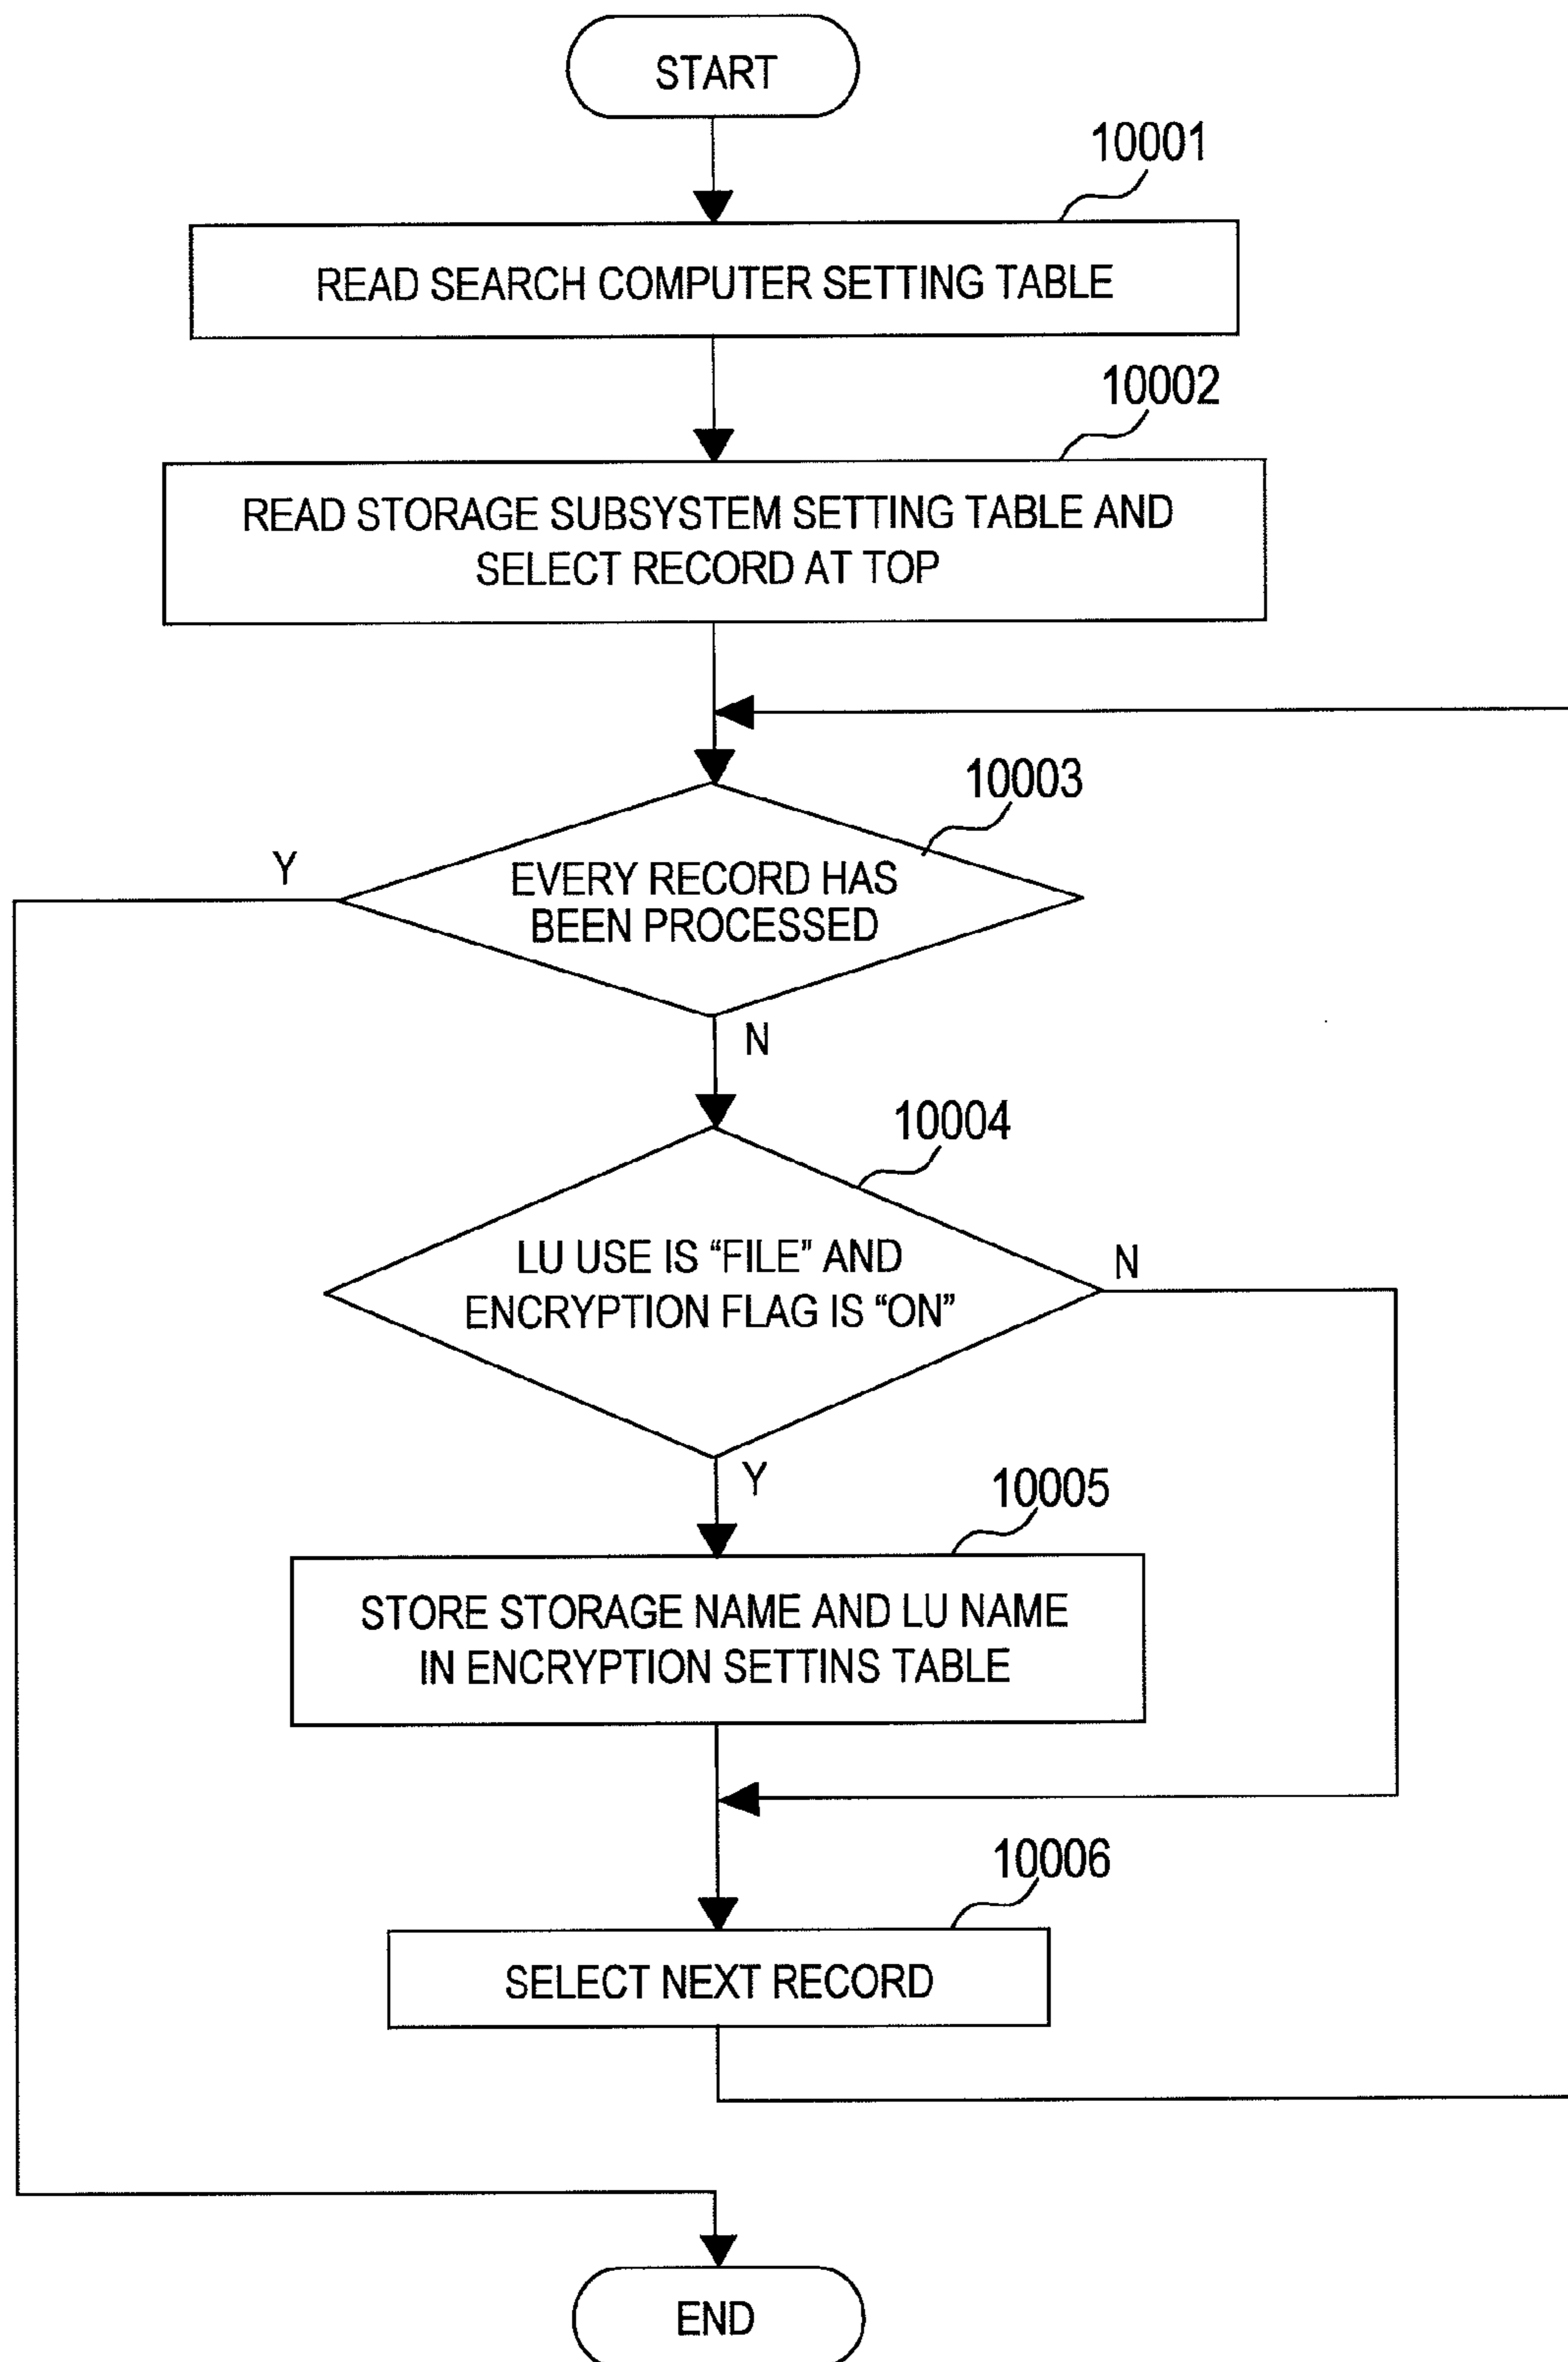 START
10001
READ SEARCH COMPUTER SETTING TABLE
10002
READ STORAGE SUBSYSTEM SETTING TABLE AND
SELECT RECORD AT TOP
10003
Y
EVERY RECORD HAS
BEEN PROCESSED
N
10004
LU USE IS “FILE” AND
ENCRYPTION FLAG IS “ON”
N
Y
10005
STORE STORAGE NAME AND LU NAME
IN ENCRYPTION SETTINS TABLE
10006
SELECT NEXT RECORD
END